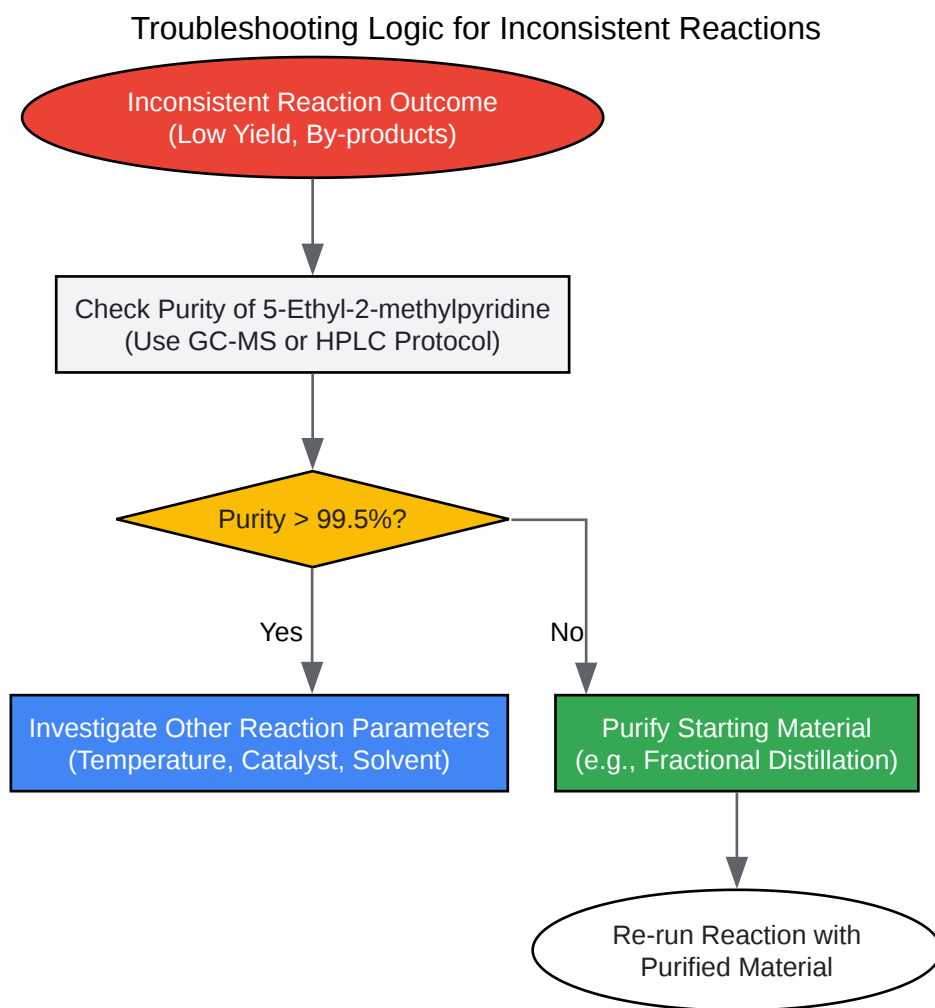 Troubleshooting Logic for Inconsistent Reactions
Inconsistent Reaction Outcome
(Low Yield, By-products)
Check Purity of 5-Ethyl-2-methylpyridine
(Use GC-MS or HPLC Protocol)
Purity > 99.5%?
Yes
No
Investigate Other Reaction Parameters
(Temperature, Catalyst, Solvent)
Purify Starting Material
(e.g., Fractional Distillation)
Re-run Reaction with
Purified Material